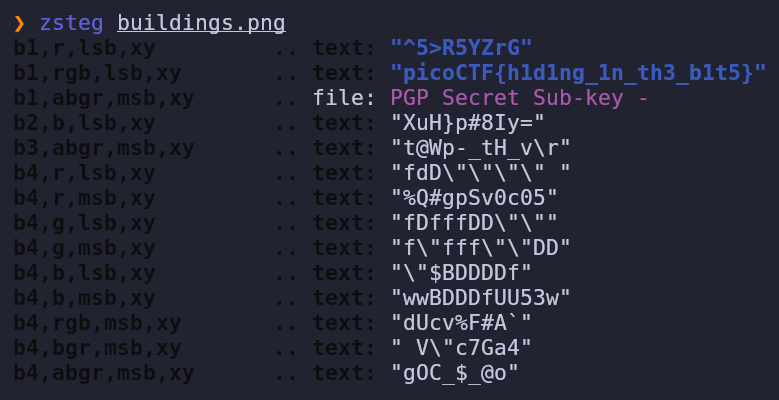 ❯ zsteg buildings.png
b1,r,lsb,xy .. text: "^5>R5YZrG"
b1,rgb,lsb,xy .. text: "picoCTF{h1d1ng_1n_th3_b1t5}"
b1,abgr,msb,xy .. file: PGP Secret Sub-key -
b2,b,lsb,xy .. text: "XuH}p#8Iy="
b3,abgr,msb,xy .. text: "t@Wp-_tH_v\r"
b4,r,lsb,xy .. text: "fdD\"\"\"\" "
b4,r,msb,xy .. text: "%Q#gpSv0c05"
b4,g,lsb,xy .. text: "fDfffDD\"\""
b4,g,msb,xy .. text: "f\"fff\"\"DD"
b4,b,lsb,xy .. text: "\"$BDDDDf"
b4,b,msb,xy .. text: "wwBDDDfUU53w"
b4,rgb,msb,xy .. text: "dUcv%F#A`"
b4,bgr,msb,xy .. text: " V\"c7Ga4"
b4,abgr,msb,xy .. text: "gOC_$_@o"